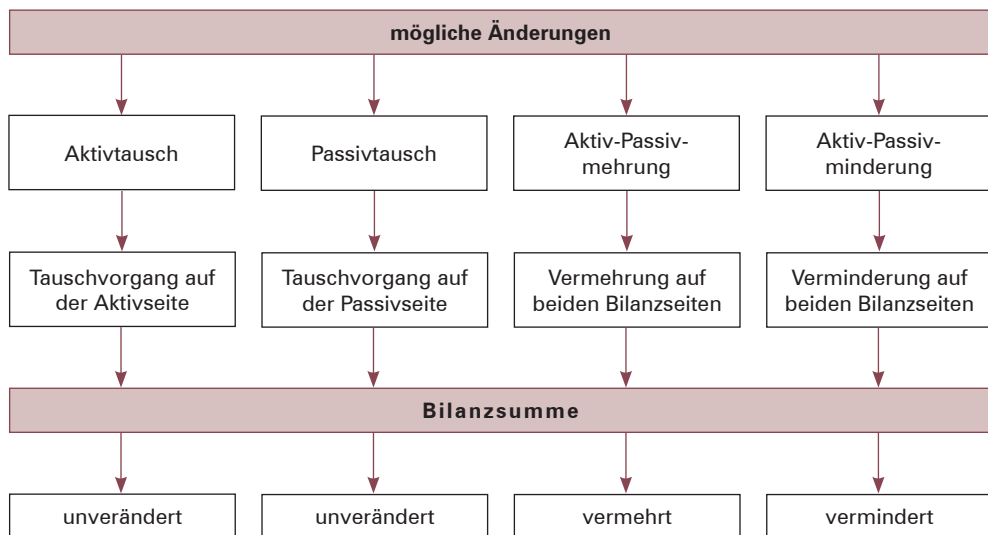 mögliche Änderungen
Aktivtausch
Passivtausch
Aktiv-Passiv-
mehrung
Aktiv-Passiv-
minderung
Tauschvorgang auf
der Aktivseite
Tauschvorgang auf
der Passivseite
Vermehrung auf
beiden Bilanzseiten
Verminderung auf
beiden Bilanzseiten
Bilanzsumme
unverändert
unverändert
vermehrt
vermindert